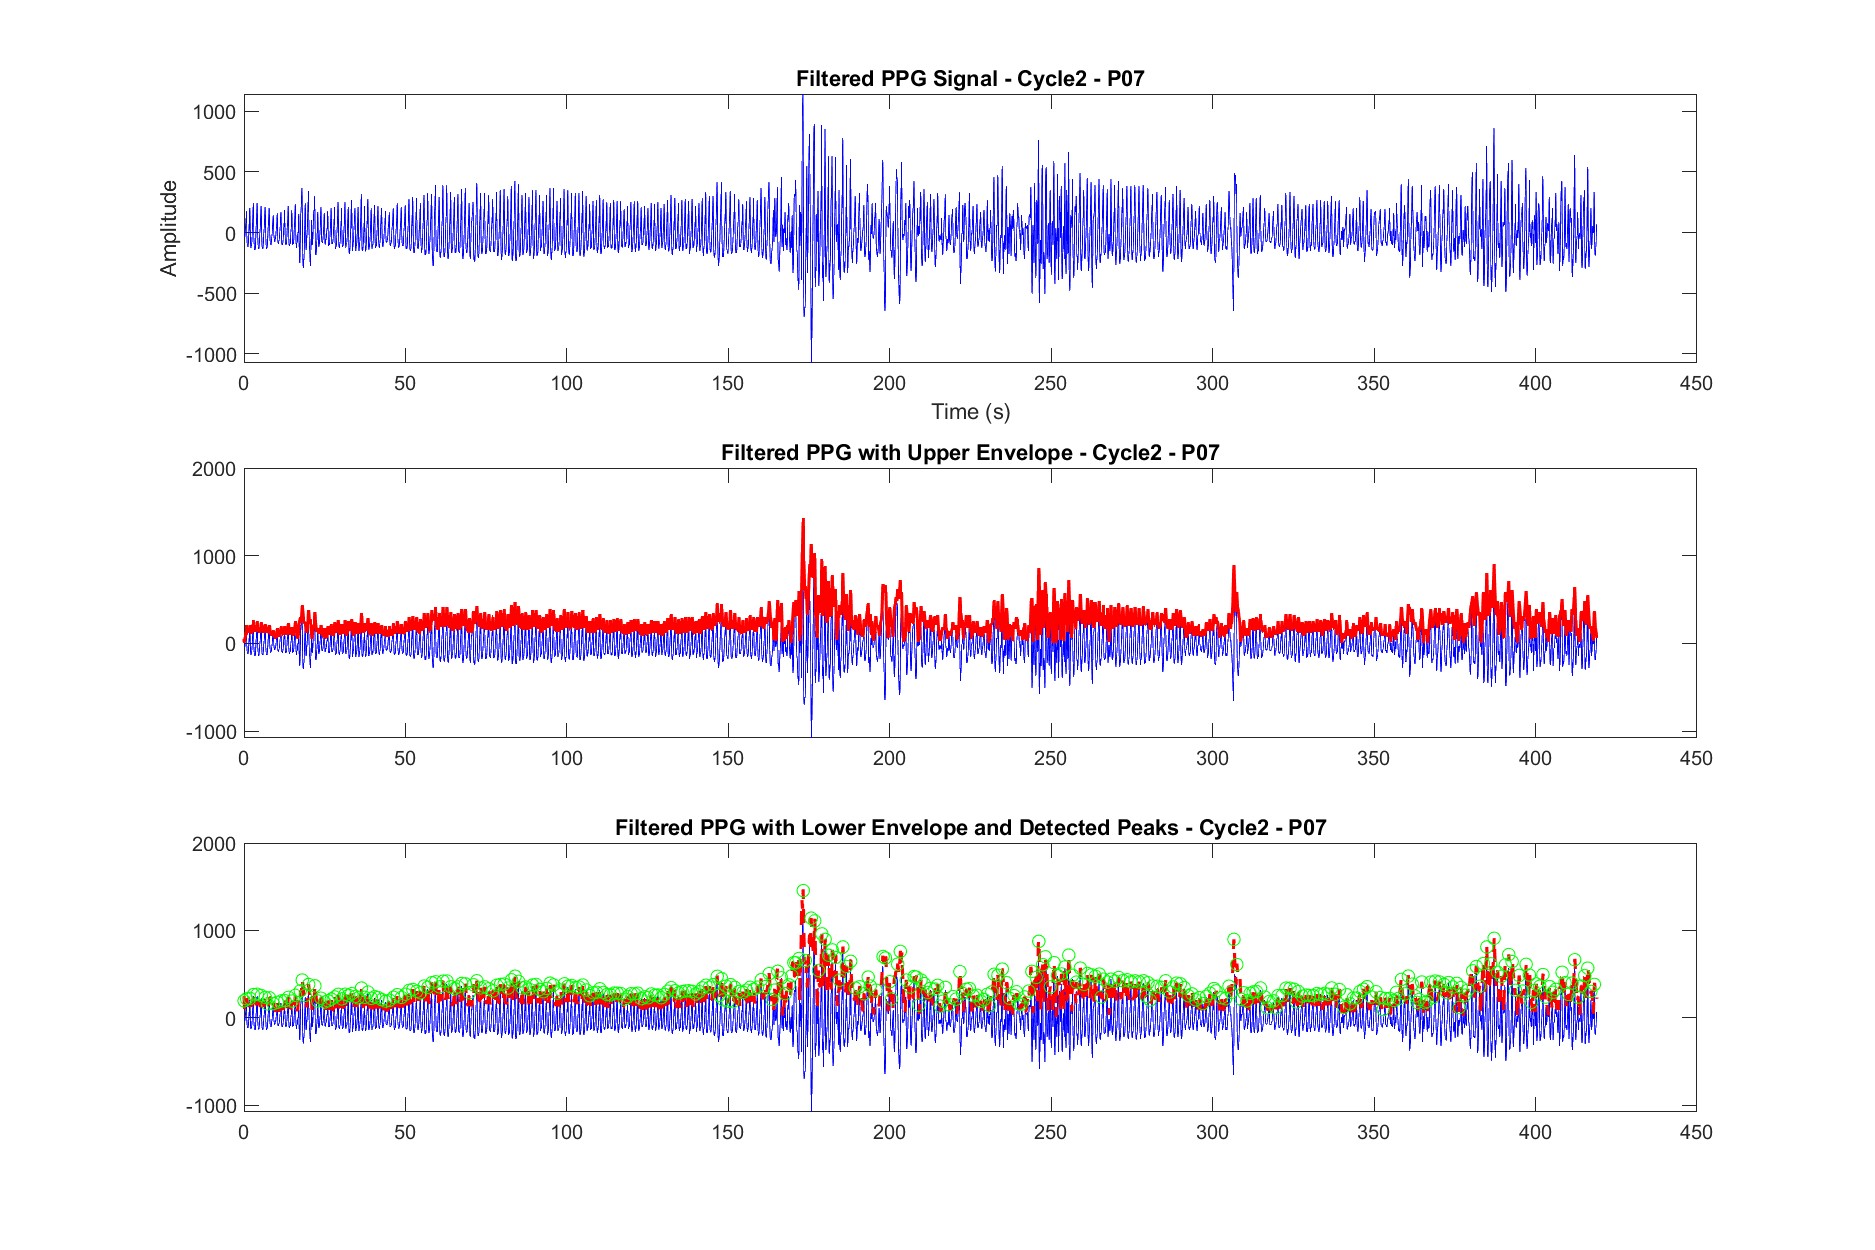 Filtered PPG Signal - Cycle2 - P07
1000
500
0
-500
-1000
Amplitude
0 50 100 150 200 250 300 350 400 450
Time (s)
Filtered PPG with Upper Envelope - Cycle2 - P07
2000
1000
0
-1000
0 50 100 150 200 250 300 350 400 450
Filtered PPG with Lower Envelope and Detected Peaks - Cycle2 - P07
2000
1000
0
-1000
0 50 100 150 200 250 300 350 400 450